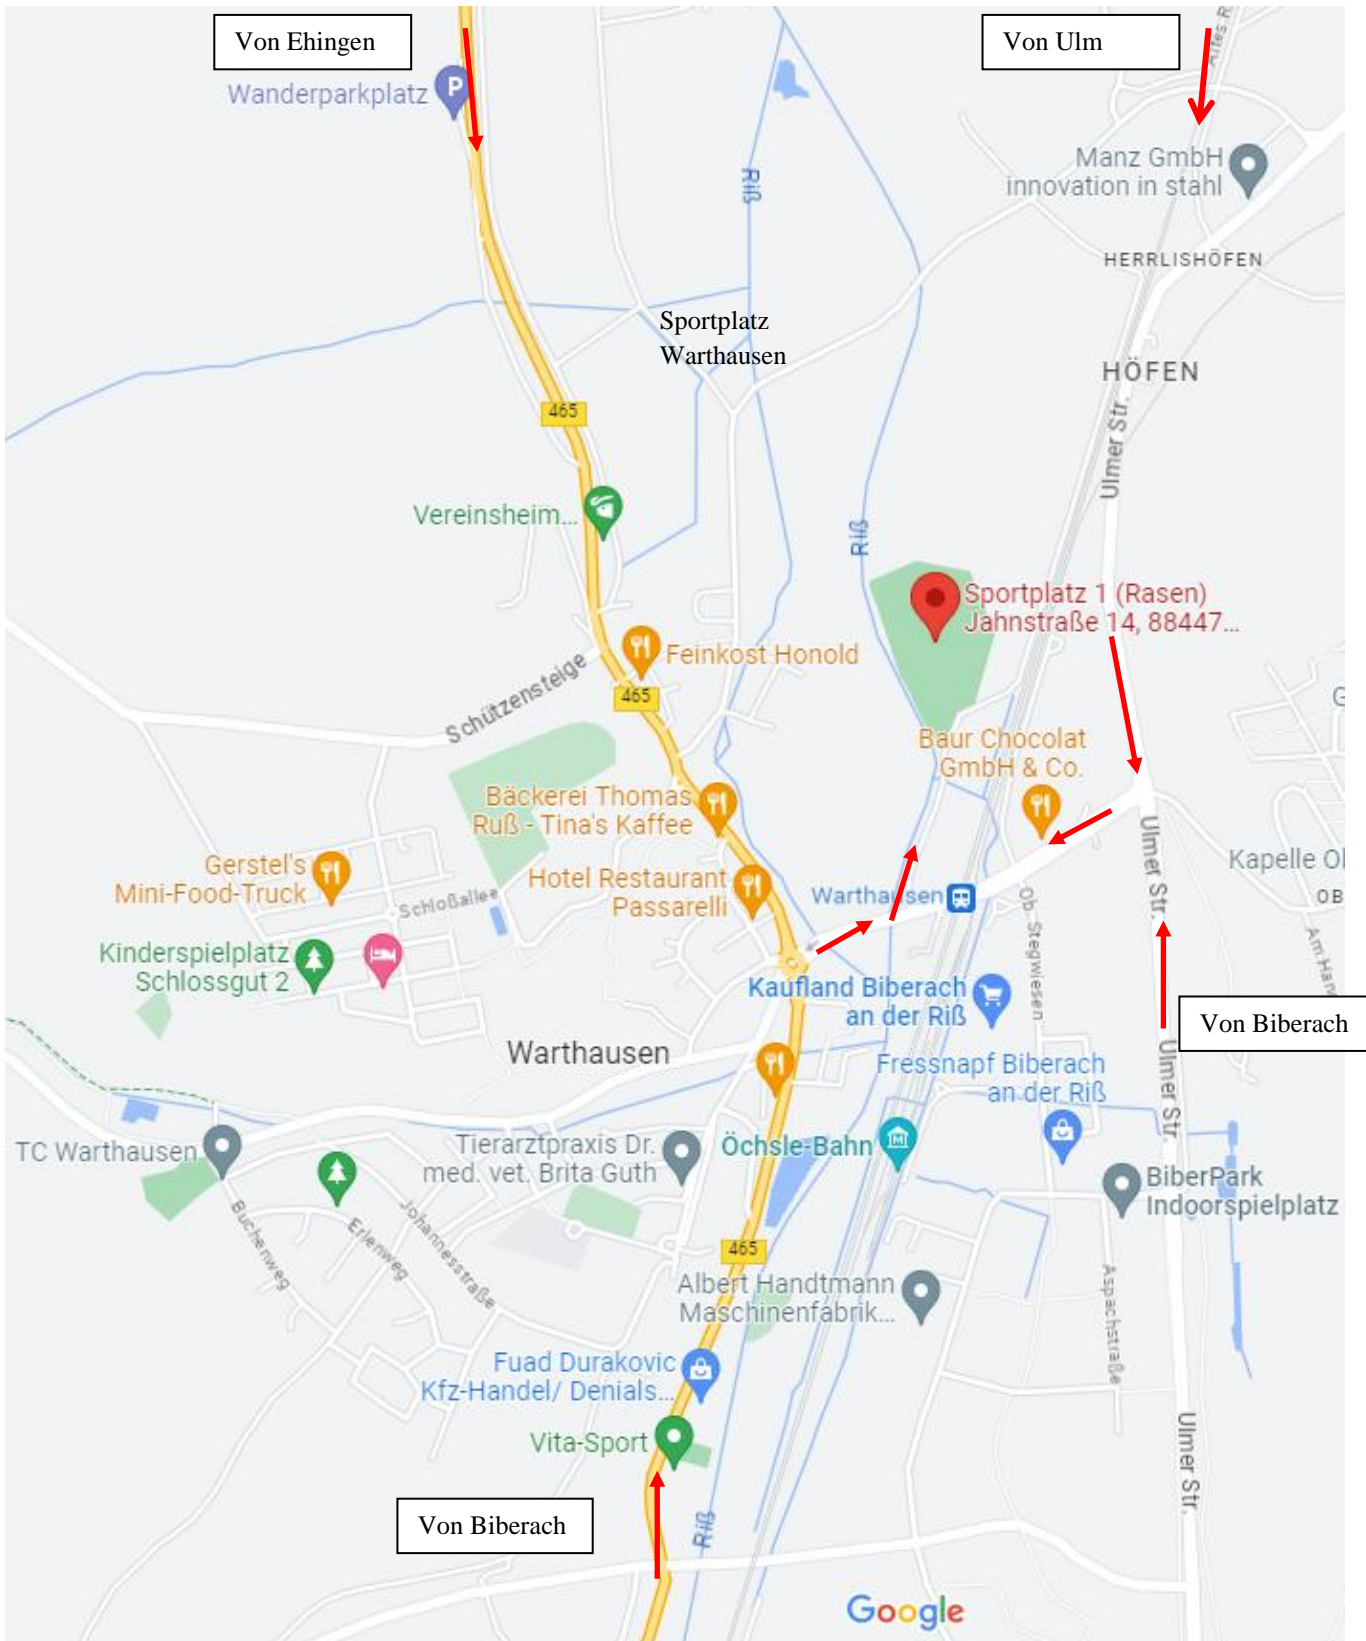 Von Ehingen
Von Ulm
Altes R
Wanderparkplatz
P
Manz GmbH
innovation in stahl
Riß
HERRLISHÖFEN
Sportplatz
Warthausen
HÖFEN
465
Ulmer Str.
Vereinsheim...
Riß
Sportplatz 1 (Rasen)
Jahnstraße 14, 88447...
Feinkost Honold
Schützensteige
465
G
Baur Chocolat
GmbH & Co.
Bäckerei Thomas
Ruß - Tina's Kaffee
Ulmer Str.
Gerstel's
Mini-Food-Truck
Kapelle Ol
Hotel Restaurant
Passarelli
Schloßallee
Warthausen
Ob. Stegwiesen
OB
Kinderspielplatz
Schlossgut 2
Am Hang
Kaufland Biberach
an der Riß
Von Biberach
Warthausen
Fressnapf Biberach
an der Riß
Ulmer Str.
TC Warthausen
Tierarztpraxis Dr.
med. vet. Brita Guth
Öchsle-Bahn
M
BiberPark
Indoorspielplatz
Buchenweg
Erlenweg
Johannesstraße
465
Albert Handtmann
Maschinenfabrik...
Aspachstraße
Fuad Durakovic
Kfz-Handel/ Denials...
Vita-Sport
Ulmer Str.
Von Biberach
Riß
Google